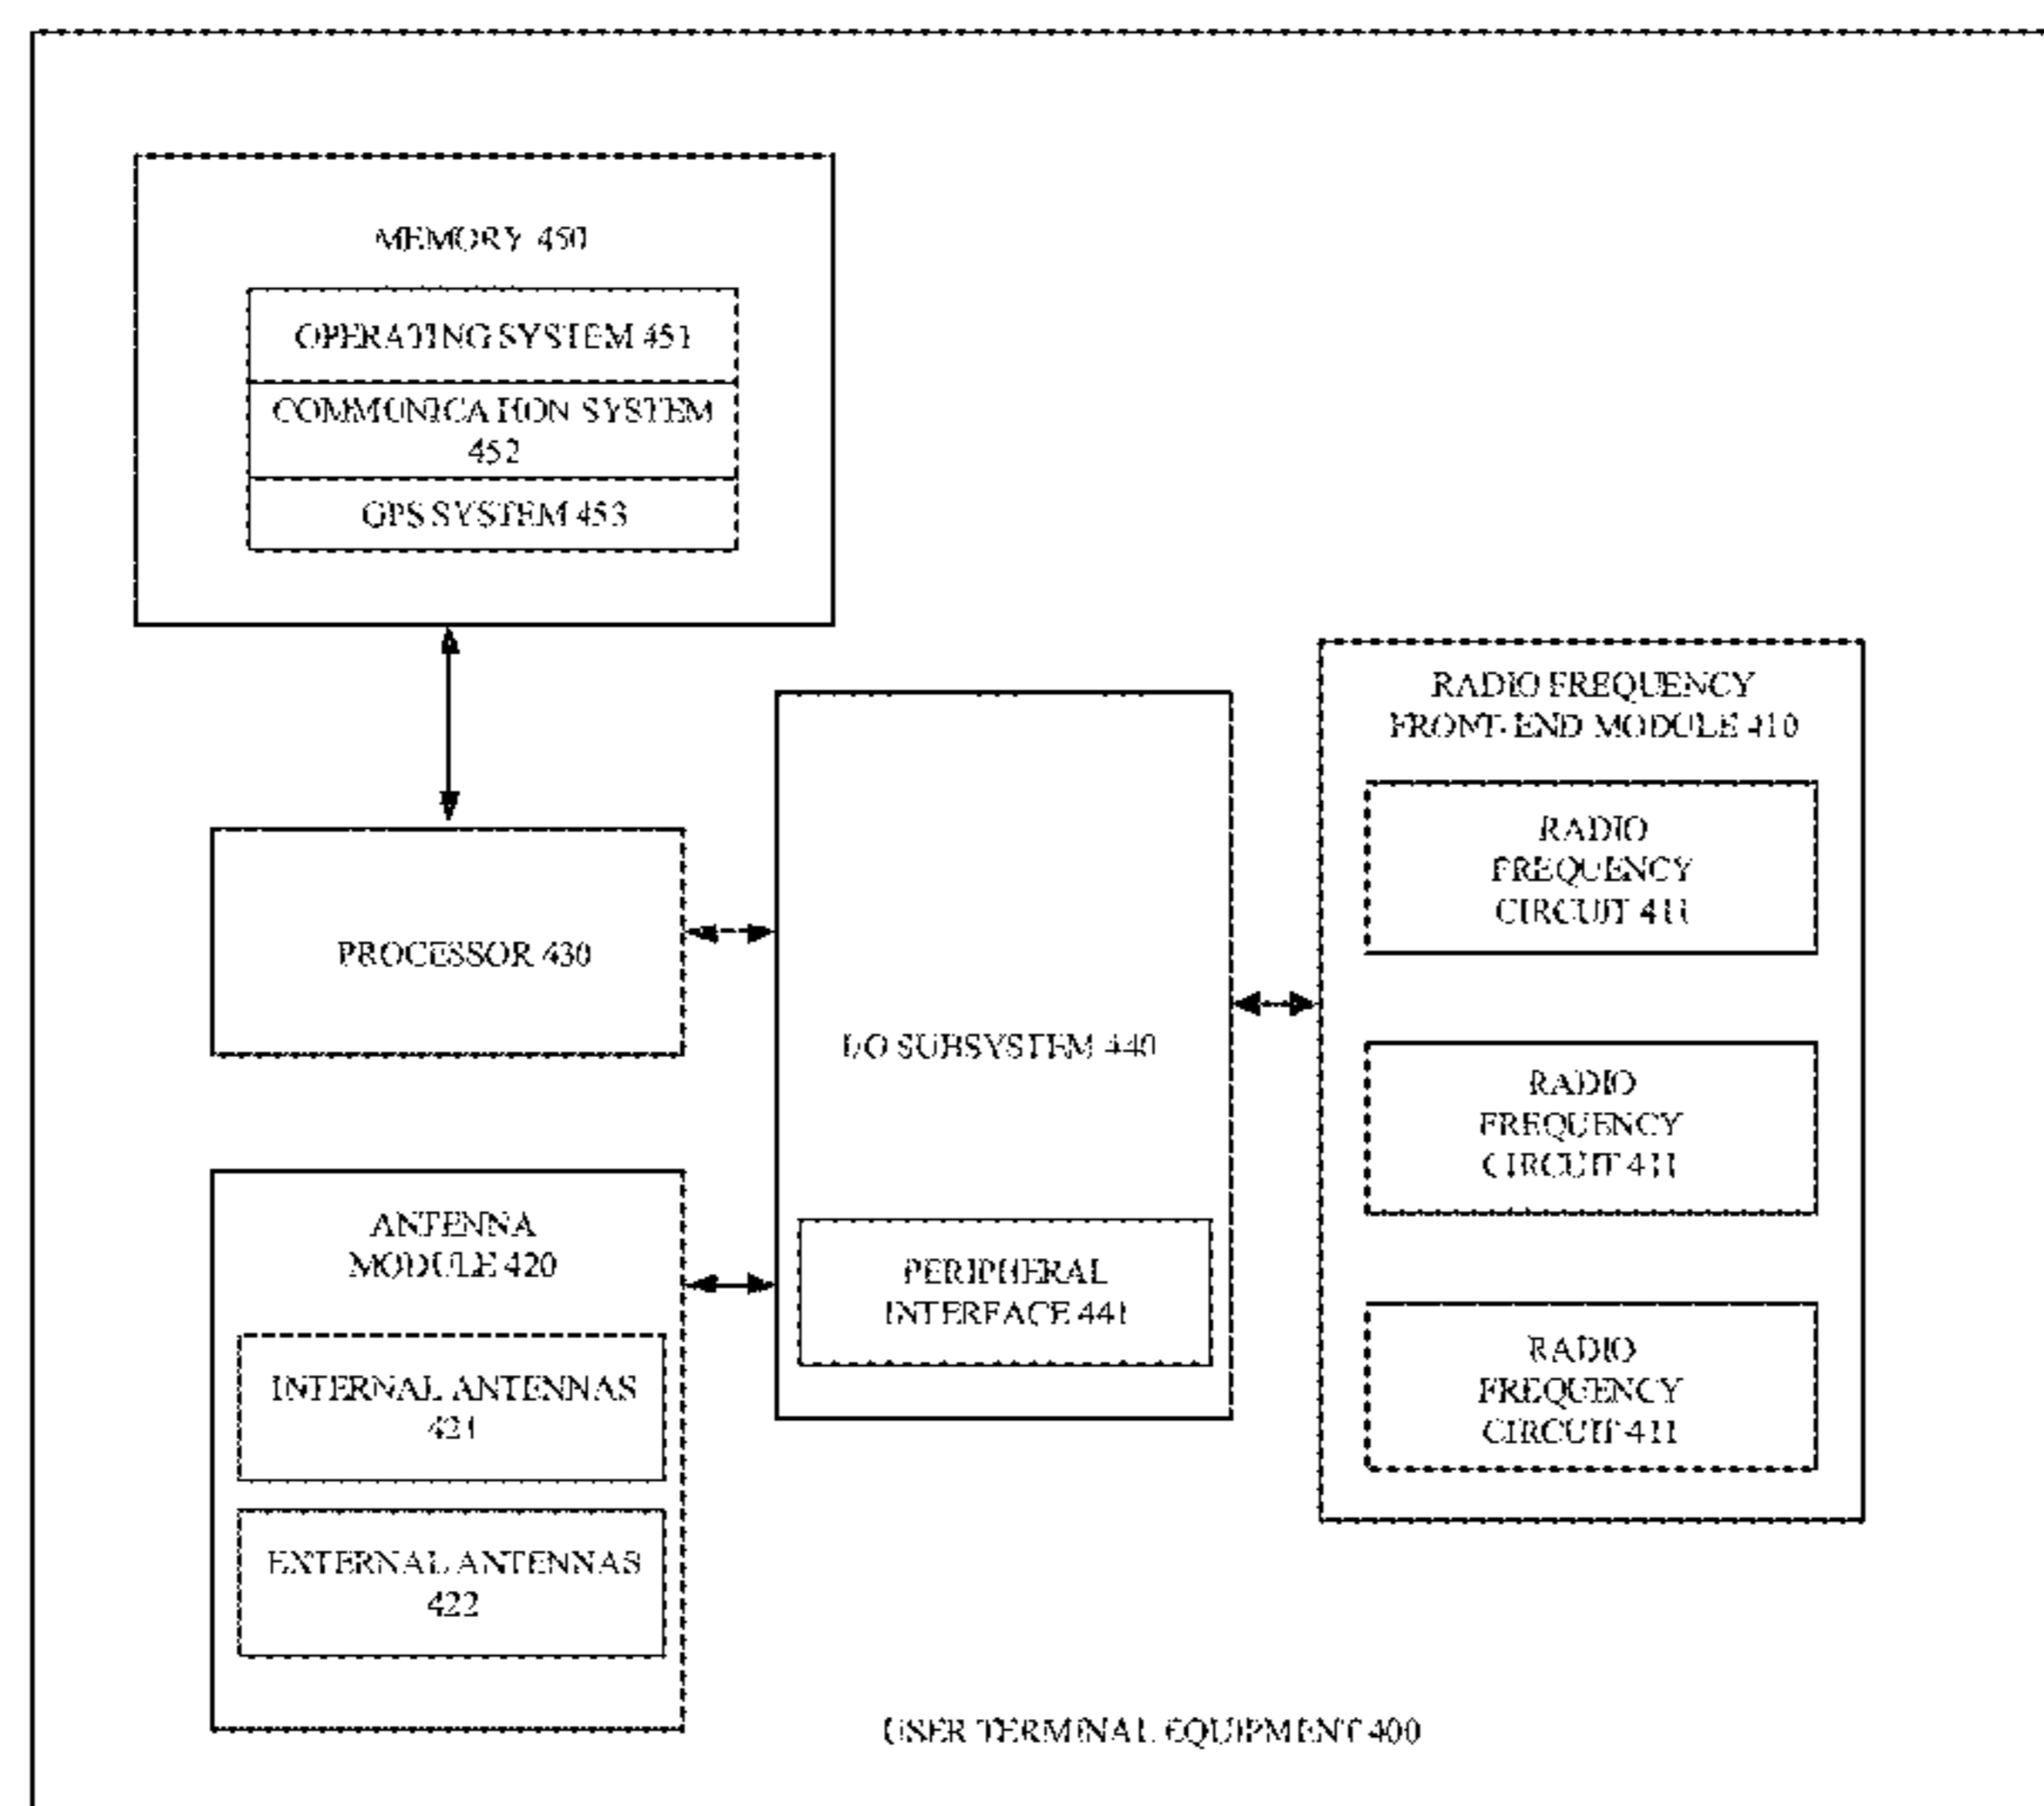 MEMORY 450
OPERATING SYSTEM 451
COMMUNICATION SYSTEM
452
GPS SYSTEM 453
PROCESSOR 430
I/O SUBSYSTEM 440
PERIPHERAL
INTERFACE 441
ANTENNA
MODULE 420
INTERNAL ANTENNAS
421
EXTERNAL ANTENNAS
422
RADIO FREQUENCY
FRONT-END MODULE 410
RADIO
FREQUENCY
CIRCUIT 411
RADIO
FREQUENCY
CIRCUIT 411
RADIO
FREQUENCY
CIRCUIT 411
USER TERMINAL EQUIPMENT 400